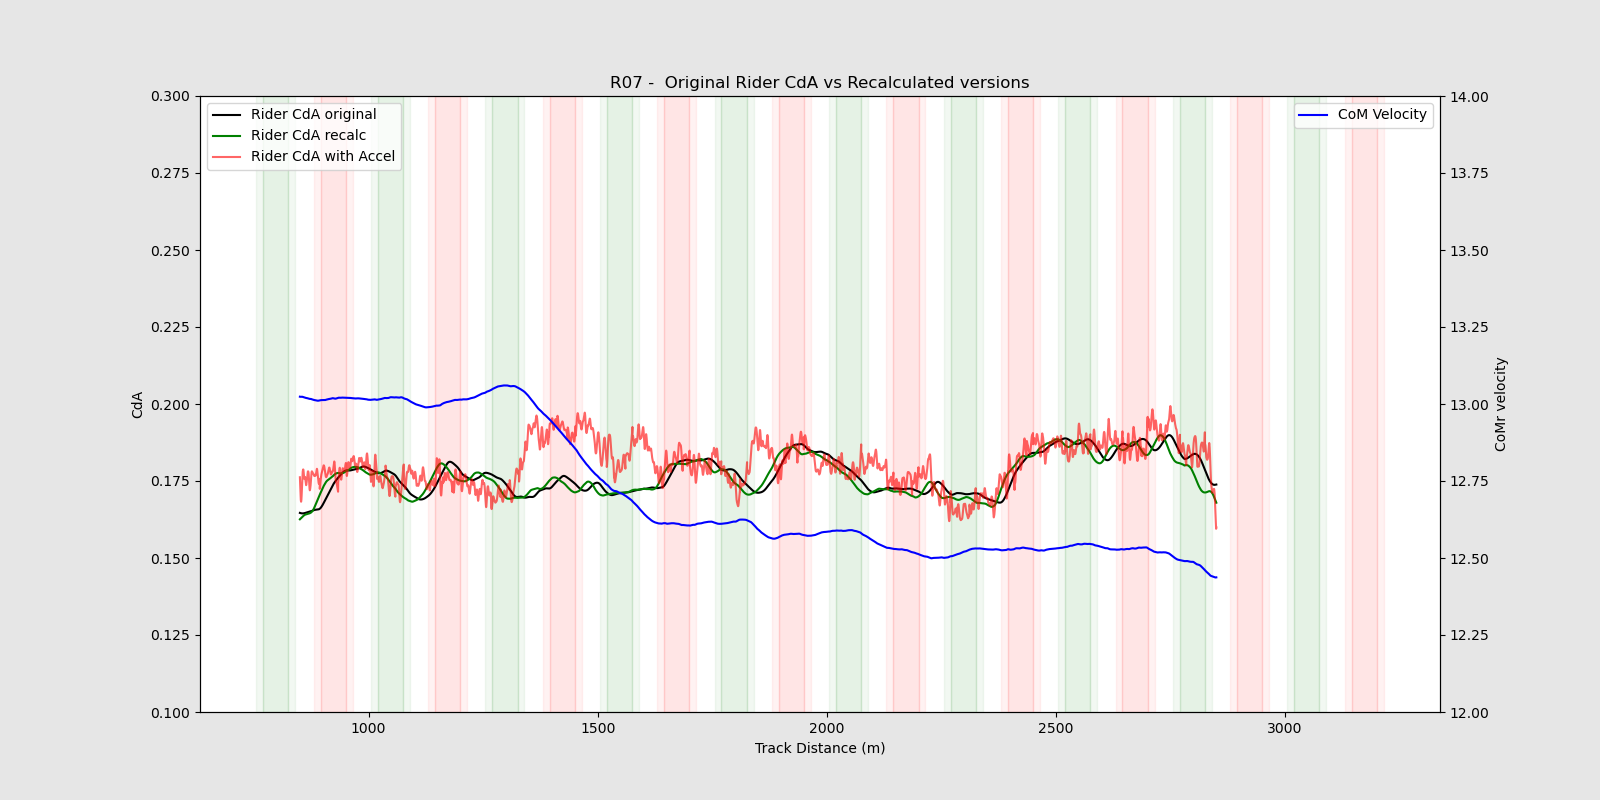 R07 -  Original Rider CdA vs Recalculated versions
Rider CdA original
Rider CdA recalc
Rider CdA with Accel
CoM Velocity
0.300
0.275
0.250
0.225
0.200
0.175
0.150
0.125
0.100
CdA
14.00
13.75
13.50
13.25
13.00
12.75
12.50
12.25
12.00
CoMr velocity
1000
1500
2000
2500
3000
Track Distance (m)